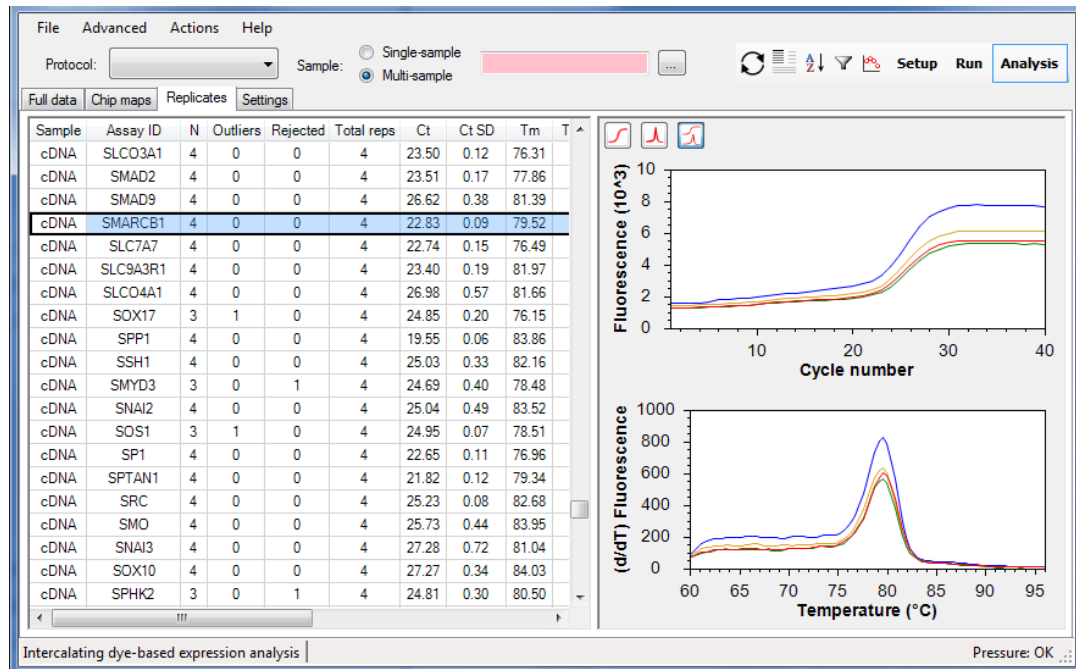 File Advanced Actions Help
Protocol: Sample: Single-sample
Multi-sample ... Setup Run Analysis
Full data Chip maps Replicates Settings
Sample Assay ID N Outliers Rejected Total reps Ct Ct SD Tm T
cDNA SLCO3A1 4 0 0 4 23.50 0.12 76.31
cDNA SMAD2 4 0 0 4 23.51 0.17 77.86
cDNA SMAD9 4 0 0 4 26.62 0.38 81.39
cDNA SMARCB1 4 0 0 4 22.83 0.09 79.52
cDNA SLC7A7 4 0 0 4 22.74 0.15 76.49
cDNA SLC9A3R1 4 0 0 4 23.40 0.19 81.97
cDNA SLCO4A1 4 0 0 4 26.98 0.57 81.66
cDNA SOX17 3 1 0 4 24.85 0.20 76.15
cDNA SPP1 4 0 0 4 19.55 0.06 83.86
cDNA SSH1 4 0 0 4 25.03 0.33 82.16
cDNA SMYD3 3 0 1 4 24.69 0.40 78.48
cDNA SNAI2 4 0 0 4 25.04 0.49 83.52
cDNA SOS1 3 1 0 4 24.95 0.07 78.51
cDNA SP1 4 0 0 4 22.65 0.11 76.96
cDNA SPTAN1 4 0 0 4 21.82 0.12 79.34
cDNA SRC 4 0 0 4 25.23 0.08 82.68
cDNA SMO 4 0 0 4 25.73 0.44 83.95
cDNA SNAI3 4 0 0 4 27.28 0.72 81.04
cDNA SOX10 4 0 0 4 27.27 0.34 84.03
cDNA SPHK2 3 0 1 4 24.81 0.30 80.50
Fluorescence (10^3)
10
8
6
4
2
0
10 20 30 40
Cycle number
(d/dT) Fluorescence
1000
800
600
400
200
0
60 65 70 75 80 85 90 95
Temperature (°C)
Intercalating dye-based expression analysis Pressure: OK